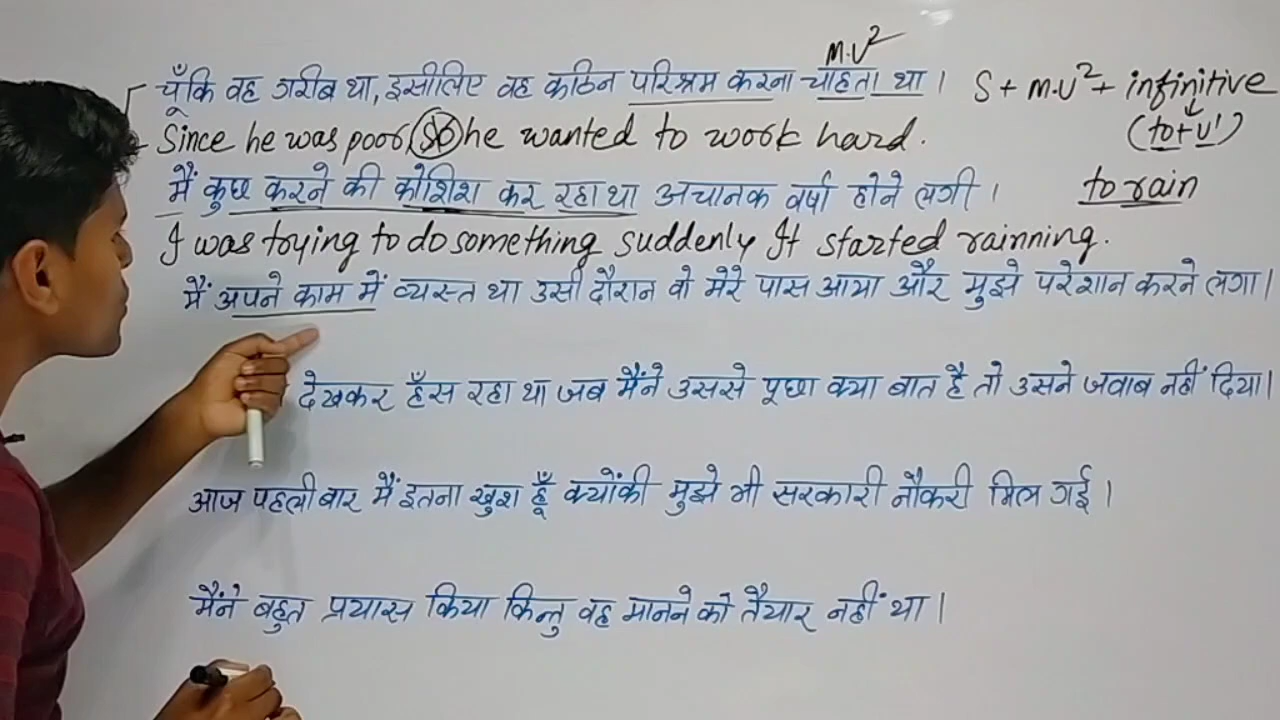 M.V²
चूँकि वह गरीब था, इसीलिए वह कठिन परिश्रम करना चाहता था।
S + M.V² + infinitive
(to+V¹)
Since he was poor, (so) he wanted to work hard.
मैं कुछ करने की कोशिश कर रहा था अचानक वर्षा होने लगी।
to rain
I was trying to do something suddenly It started rainning.
मैं अपने काम में व्यस्त था उसी दौरान वो मेरे पास आया और मुझे परेशान करने लगा।
देखकर हँस रहा था जब मैंने उससे पूछा क्या बात है तो उसने जवाब नहीं दिया।
आज पहली बार मैं इतना खुश हूँ क्योंकी मुझे भी सरकारी नौकरी मिल गई।
मैंने बहुत प्रयास किया किन्तु वह मानने को तैयार नहीं था।